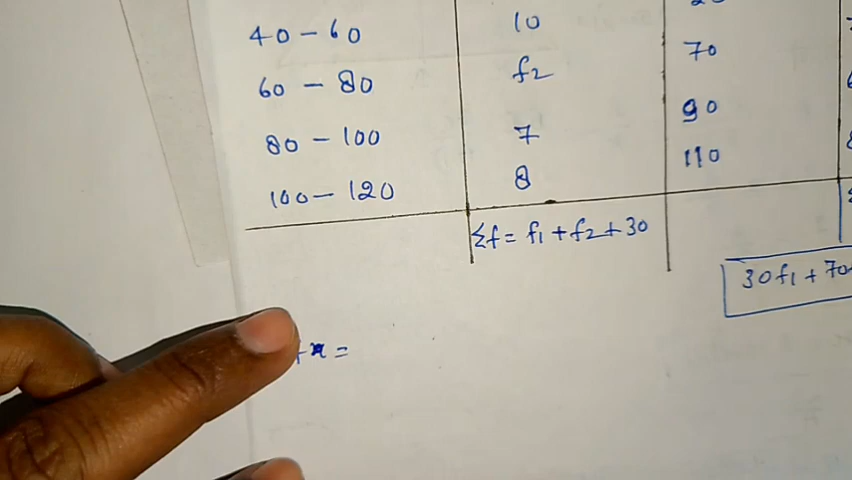 40 - 60 10
60 - 80 f2 70
80 - 100 7 90
100 - 120 8 110
Σf = f1 + f2 + 30
30f1 + 70
+x =